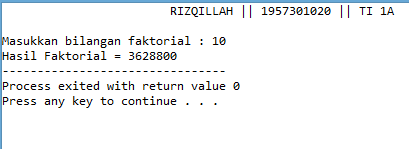 RIZQILLAH || 1957301020 || TI 1A
Masukkan bilangan faktorial : 10
Hasil Faktorial = 3628800
--------------------------------
Process exited with return value 0
Press any key to continue . . .